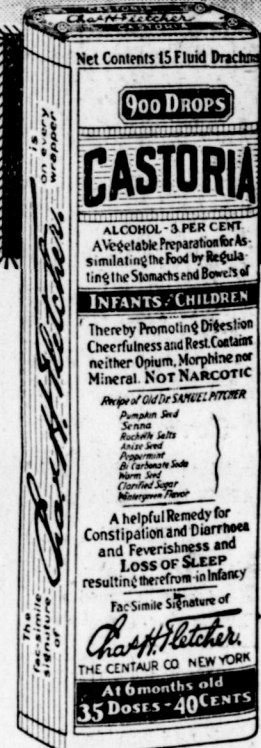 CASTORIA
Chas H Fletcher
CASTORIA
Net Contents 15 Fluid Drachms
900 DROPS
CASTORIA
ALCOHOL - 3 PER CENT.
A Vegetable Preparation for As-
similating the Food by Regula-
ting the Stomachs and Bowels of
INFANTS / CHILDREN
Thereby Promoting Digestion
Cheerfulness and Rest. Contains
neither Opium, Morphine nor
Mineral. NOT NARCOTIC
Recipe of Old Dr SAMUEL PITCHER
Pumpkin Seed
Senna
Rochelle Salts
Anise Seed
Peppermint
Bi Carbonate Soda
Worm Seed
Clarified Sugar
Wintergreen Flavor
A helpful Remedy for
Constipation and Diarrhoea
and Feverishness and
LOSS OF SLEEP
resulting therefrom-in Infancy
Fac Simile Signature of
Chas H. Fletcher.
THE CENTAUR CO. NEW YORK
At 6 months old
35 DOSES - 40 CENTS
The
fac-simile
signature
of
Chas H. Fletcher.
is
on every
wrapper